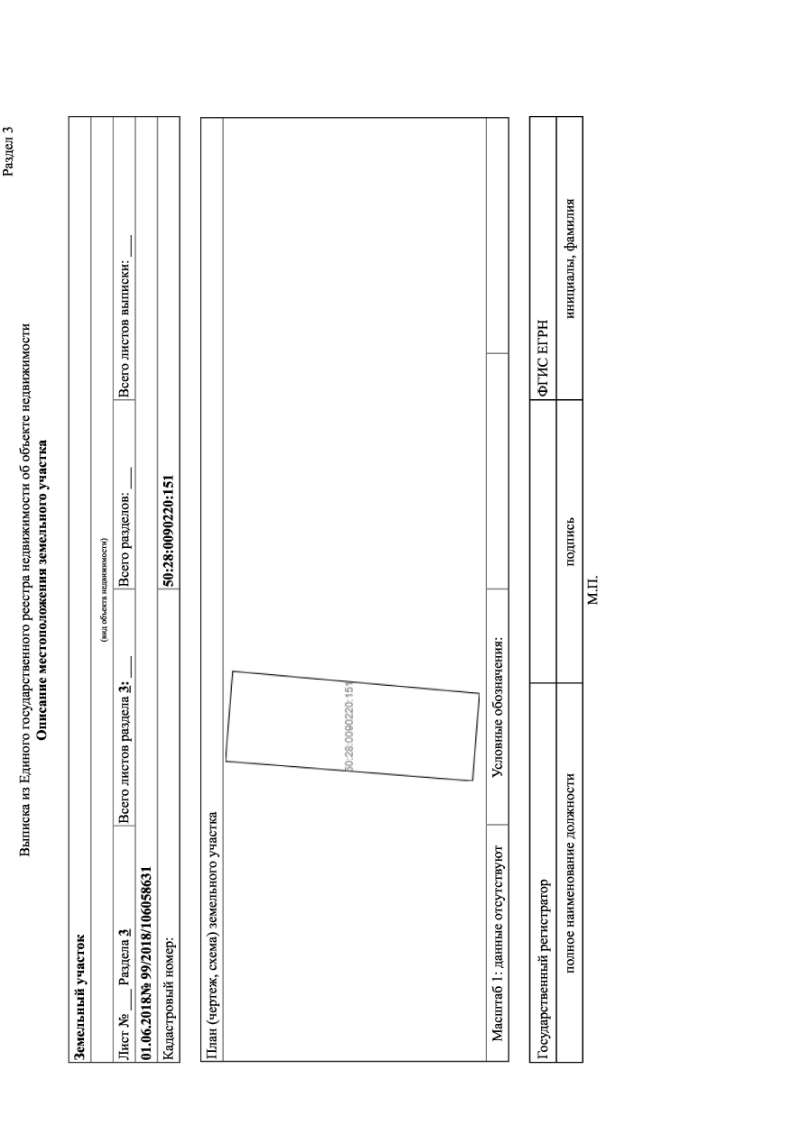 Раздел 3
Выписка из Единого государственного реестра недвижимости об объекте недвижимости
Описание местоположения земельного участка
Земельный участок
(вид объекта недвижимости)
Лист № ___ Раздела 3 Всего листов раздела 3: ___ Всего разделов: ___ Всего листов выписки: ___
01.06.2018№ 99/2018/106058631
Кадастровый номер: 50:28:0090220:151
План (чертеж, схема) земельного участка
50:28:0090220:151
Масштаб 1: данные отсутствуют Условные обозначения:
Государственный регистратор ФГИС ЕГРН
полное наименование должности подпись инициалы, фамилия
М.П.